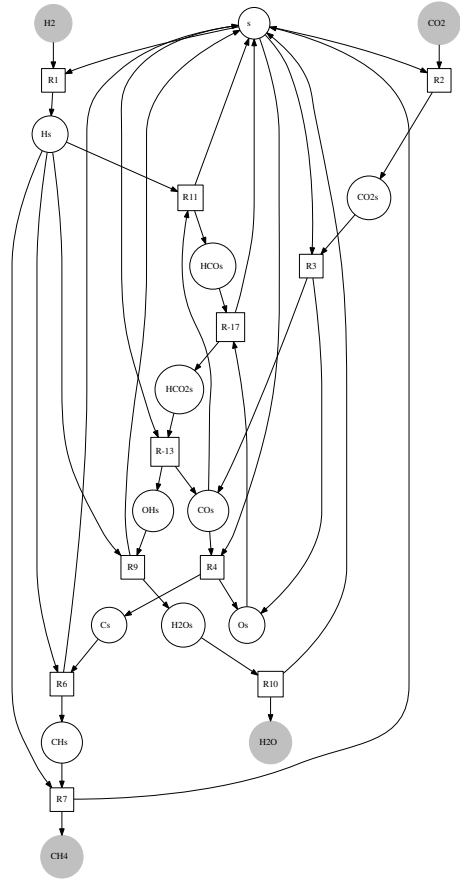 H2
s
CO2
R1
R2
Hs
R11
CO2s
HCOs
R3
R-17
HCO2s
R-13
OHs
COs
R9
R4
Cs
H2Os
Os
R6
R10
CHs
H2O
R7
CH4